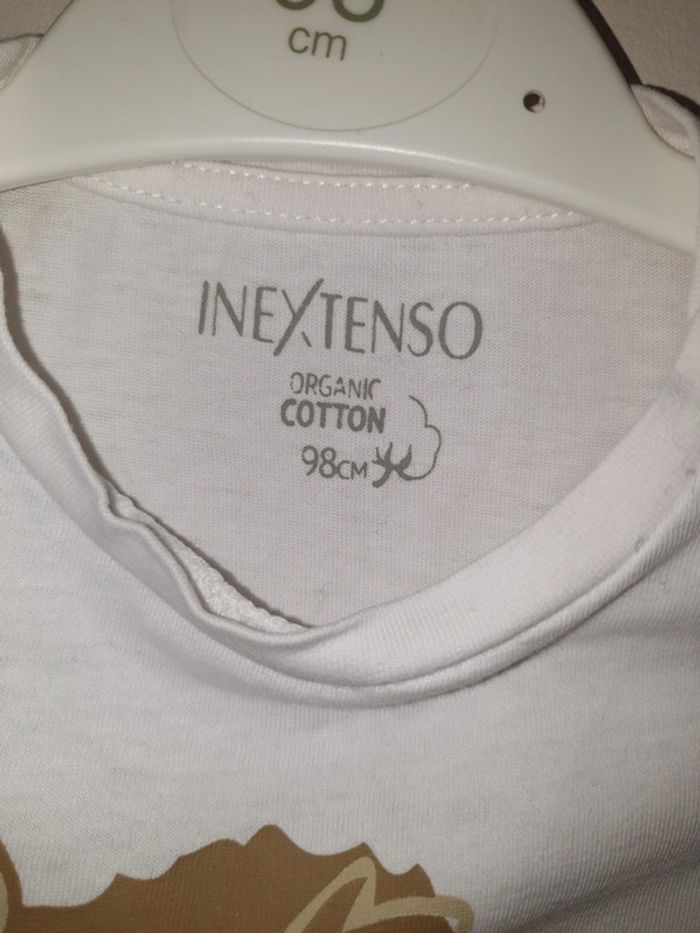 cm
INEXTENSO
ORGANIC
COTTON
98CM